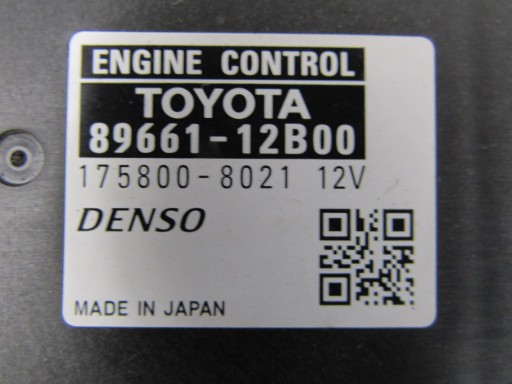 ENGINE CONTROL
TOYOTA
89661-12B00
175800-8021 12V
DENSO
MADE IN JAPAN